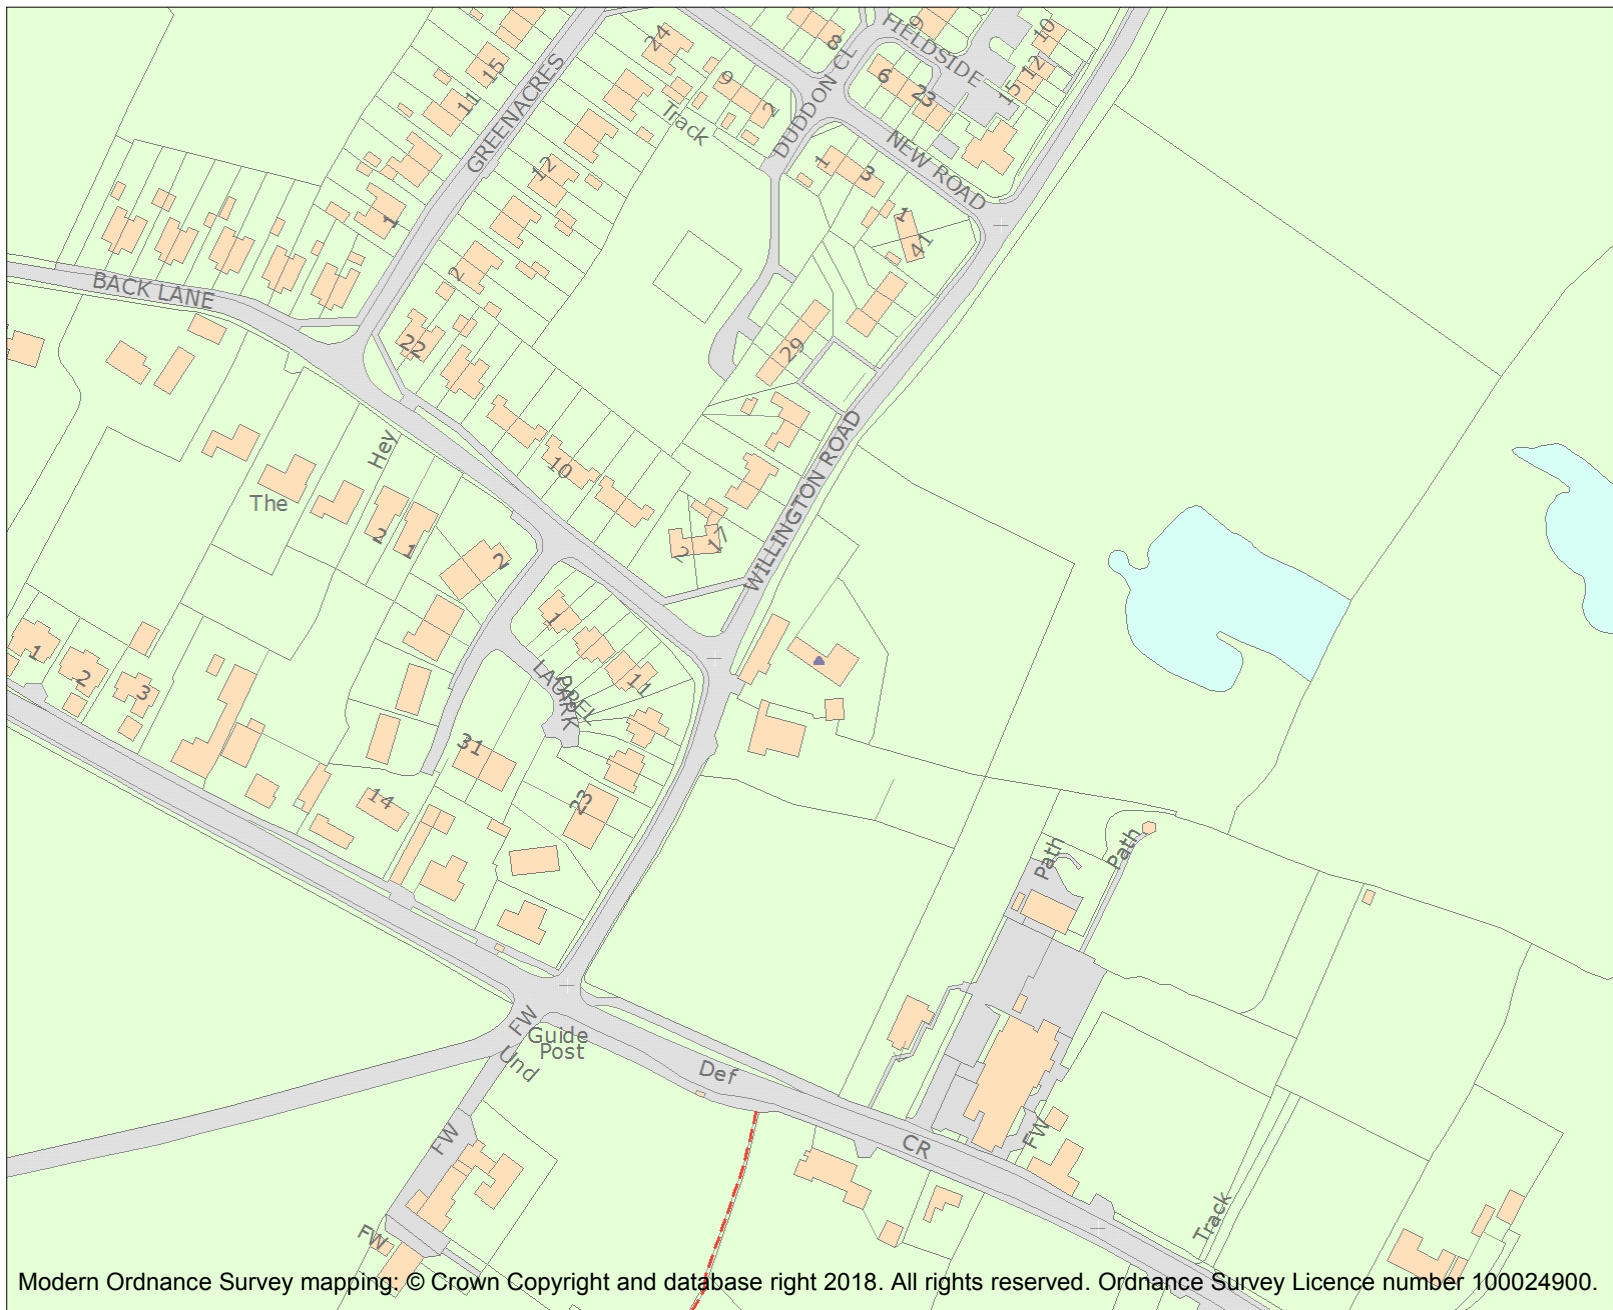 24
8
FIELDSIDE
9
10
12
15
6
23
15
11
GREENACRES
9
2
Track
DUDDON CL
NEW ROAD
1
3
1
41
12
1
2
BACK LANE
22
29
Hey
The
10
WILLINGTON ROAD
2
1
2
17
2
1
11
LAUREL
PARK
1
2
3
31
23
14
Path
Path
FW
Guide
Post
Und
Def
FW
CR
FW
Track
FW
Modern Ordnance Survey mapping: © Crown Copyright and database right 2018. All rights reserved. Ordnance Survey Licence number 100024900.